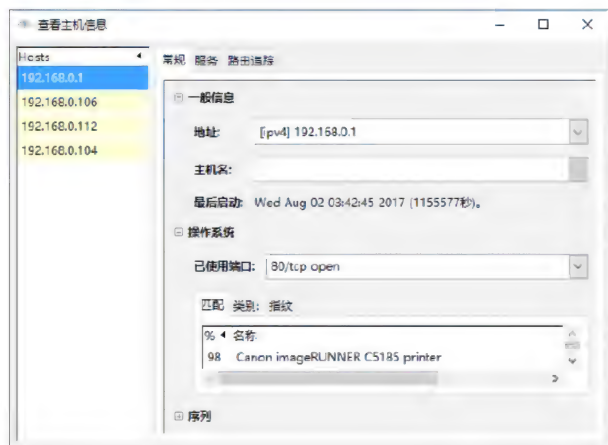 查看主机信息
Hosts
192.168.0.1
192.168.0.106
192.168.0.112
192.168.0.104
常规 服务 路由追踪
一般信息
地址: [ipv4] 192.168.0.1
主机名:
最后启动: Wed Aug 02 03:42:45 2017 (1155577秒)。
操作系统
已使用端口: 80/tcp open
匹配 类别: 指纹
% 名称
98 Canon imageRUNNER C5185 printer
序列